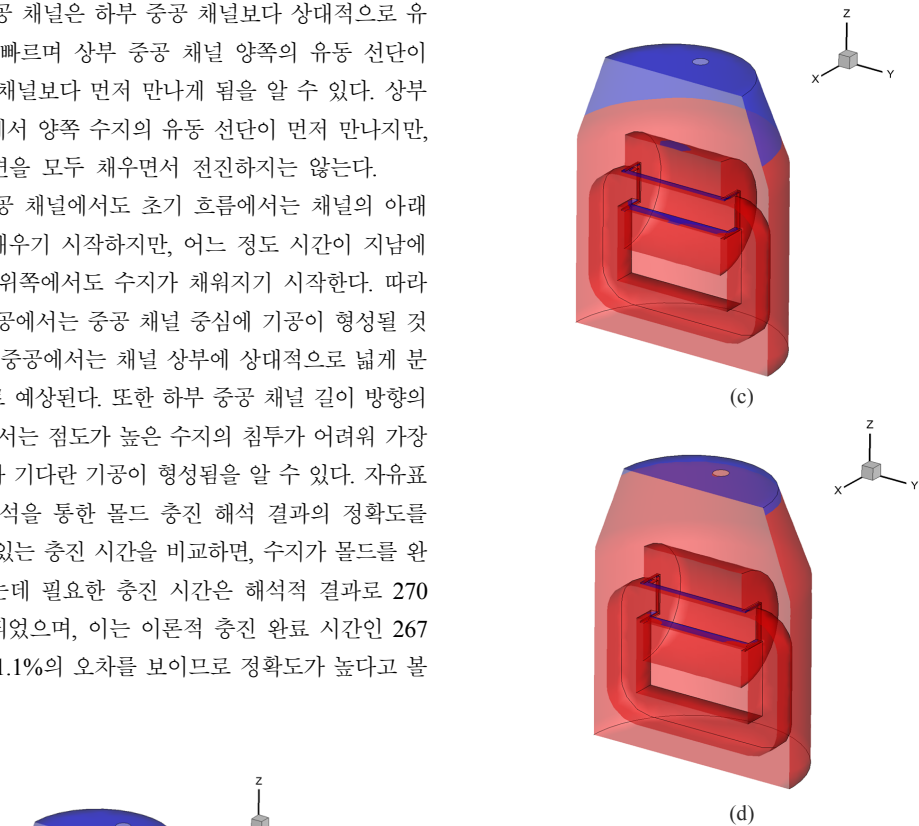 공 채널은 하부 중공 채널보다 상대적으로 유
빠르며 상부 중공 채널 양쪽의 유동 선단이
채널보다 먼저 만나게 됨을 알 수 있다. 상부
에서 양쪽 수지의 유동 선단이 먼저 만나지만,
면을 모두 채우면서 전진하지는 않는다.
공 채널에서도 초기 흐름에서는 채널의 아래
채우기 시작하지만, 어느 정도 시간이 지남에
위쪽에서도 수지가 채워지기 시작한다. 따라
공에서는 중공 채널 중심에 기공이 형성될 것
중공에서는 채널 상부에 상대적으로 넓게 분
예상된다. 또한 하부 중공 채널 길이 방향의
서는 점도가 높은 수지의 침투가 어려워 가장
기다란 기공이 형성됨을 알 수 있다. 자유표
석을 통한 몰드 충진 해석 결과의 정확도를
있는 충진 시간을 비교하면, 수지가 몰드를 완
는데 필요한 충진 시간은 해석적 결과로 270
되었으며, 이는 이론적 충진 완료 시간인 267
1.1%의 오차를 보이므로 정확도가 높다고 볼
Z
Z
X
Y
(c)
Z
X
Y
(d)